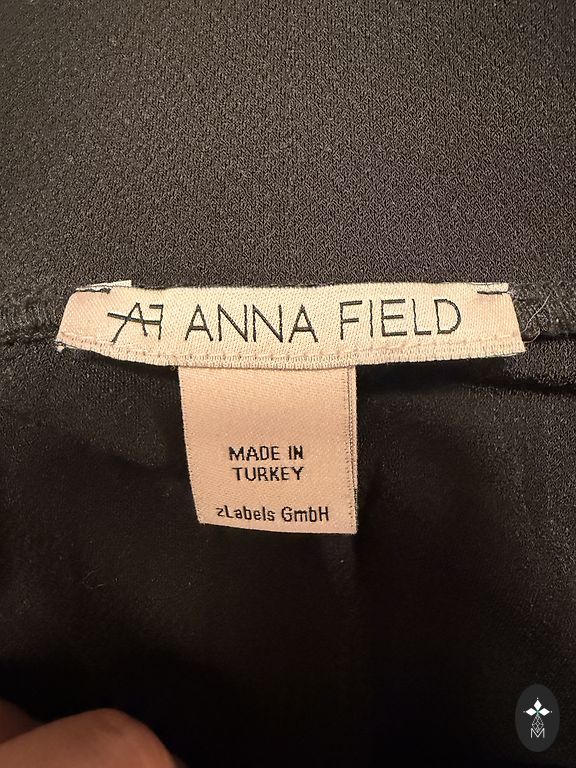 AF ANNA FIELD
MADE IN
TURKEY
zLabels GmbH
M